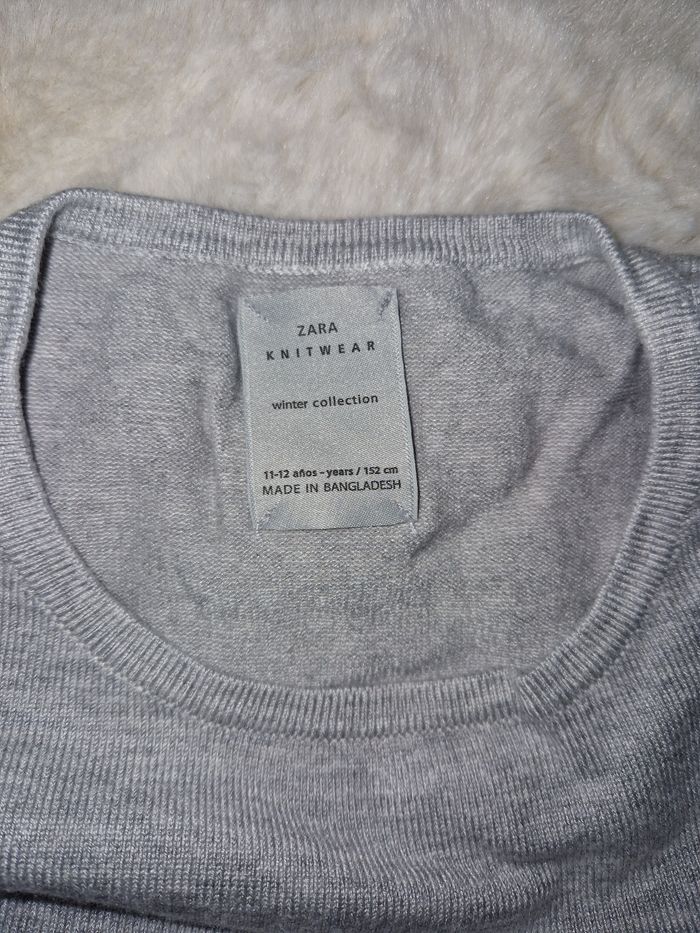 ZARA
KNITWEAR
winter collection
11-12 años - years / 152 cm
MADE IN BANGLADESH